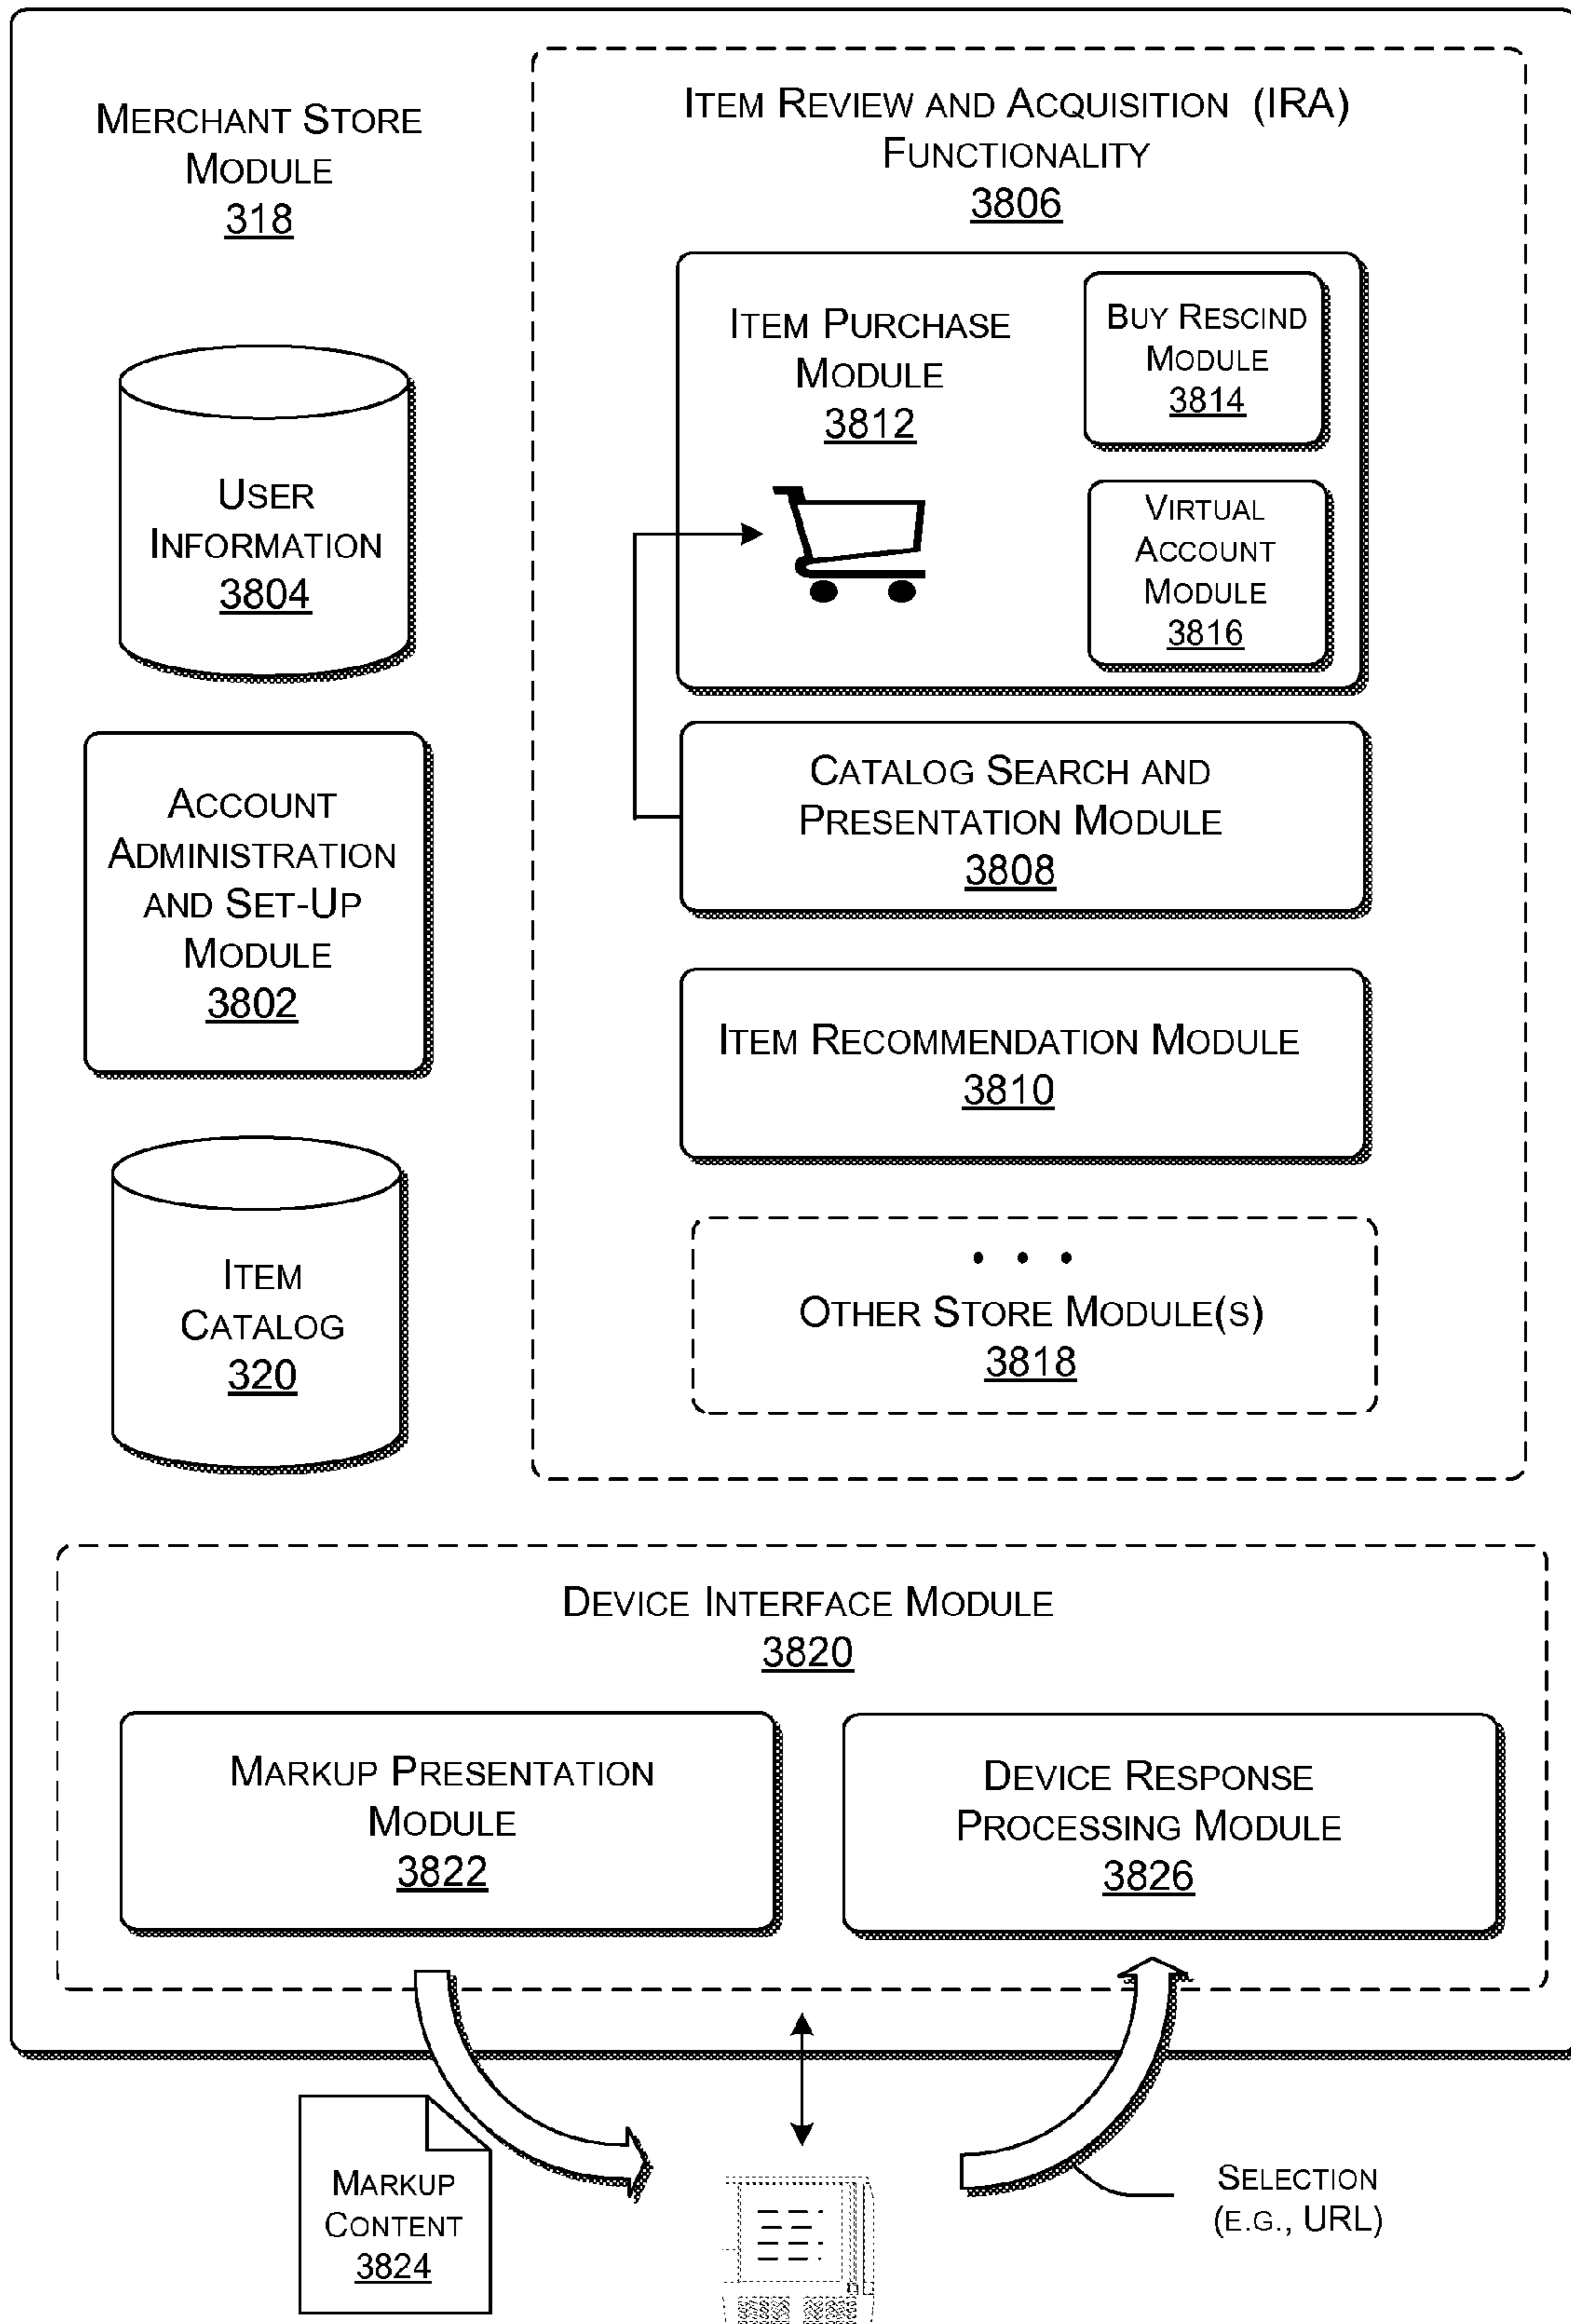 MERCHANT STORE
MODULE
318
USER
INFORMATION
3804
ACCOUNT
ADMINISTRATION
AND SET-UP
MODULE
3802
ITEM
CATALOG
320
ITEM REVIEW AND ACQUISITION (IRA)
FUNCTIONALITY
3806
ITEM PURCHASE
MODULE
3812
BUY RESCIND
MODULE
3814
VIRTUAL
ACCOUNT
MODULE
3816
CATALOG SEARCH AND
PRESENTATION MODULE
3808
ITEM RECOMMENDATION MODULE
3810
• • •
OTHER STORE MODULE(S)
3818
DEVICE INTERFACE MODULE
3820
MARKUP PRESENTATION
MODULE
3822
DEVICE RESPONSE
PROCESSING MODULE
3826
MARKUP
CONTENT
3824
SELECTION
(E.G., URL)